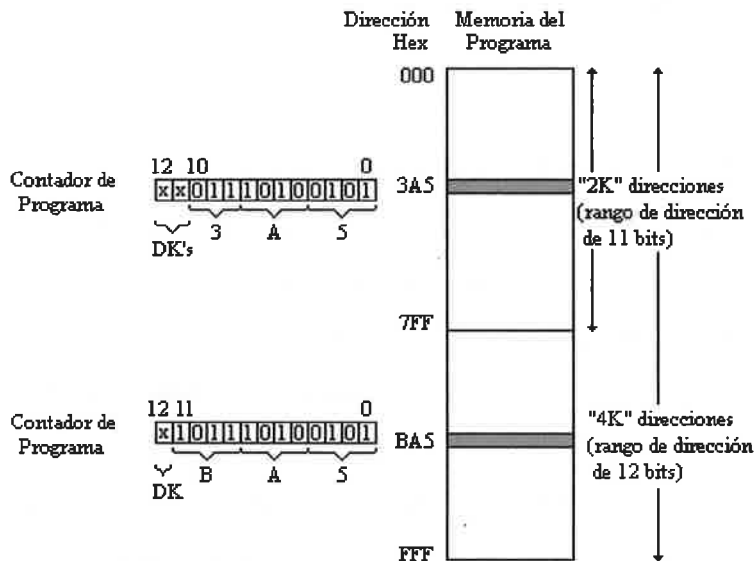 Dirección
Hex
Memoria del
Programa
000
12 10 0
Contador de
Programa
x x 0 1 1 1 0 1 0 0 1 0 1
3 A 5
DK's
3A5
"2K" direcciones
(rango de dirección
de 11 bits)
7FF
12 11 0
Contador de
Programa
x 1 0 1 1 1 0 1 0 0 1 0 1
B A 5
DK
BA5
"4K" direcciones
(rango de dirección
de 12 bits)
FFF